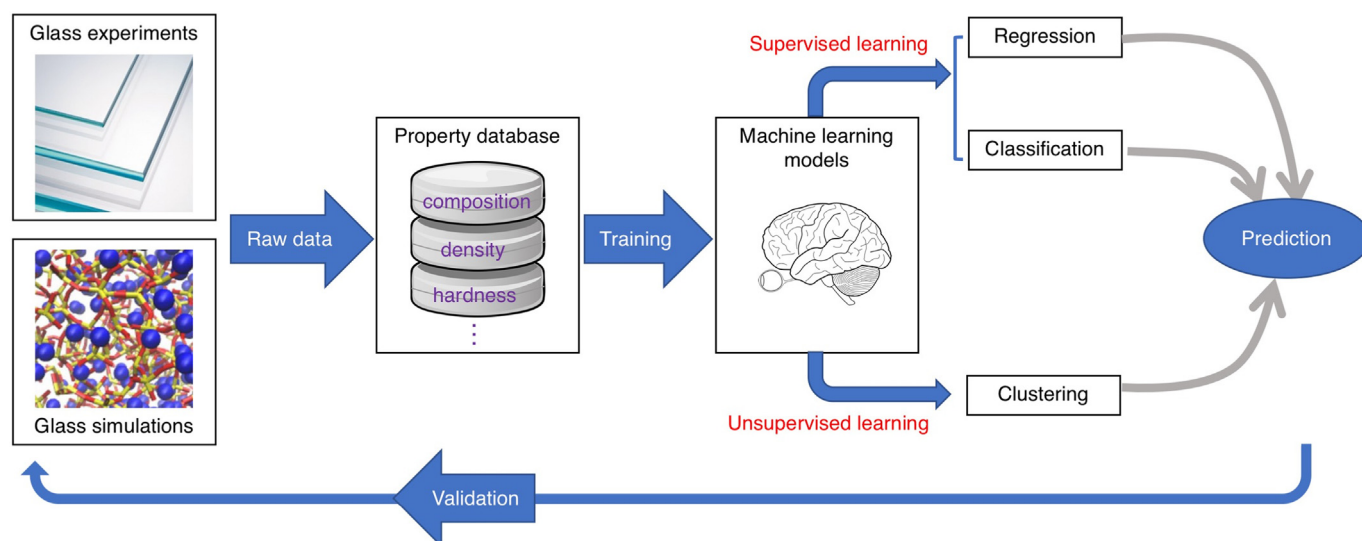 Glass experiments
Glass simulations
Raw data
Property database
composition
density
hardness
⋮
Training
Machine learning
models
Supervised learning
Unsupervised learning
Regression
Classification
Clustering
Prediction
Validation